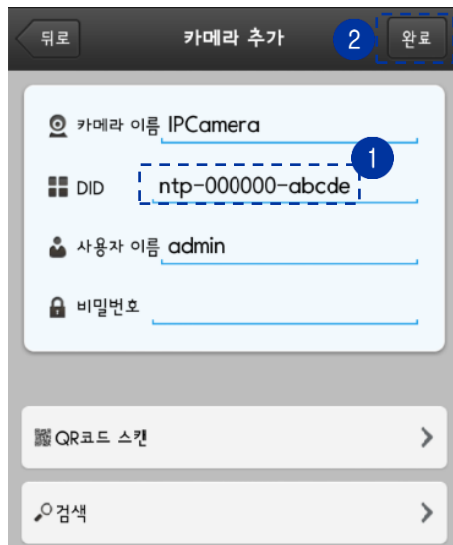 뒤로 카메라 추가 2 완료
카메라 이름 IPCamera
1
DID ntp-000000-abcde
사용자 이름 admin
비밀번호
QR코드 스캔
검색